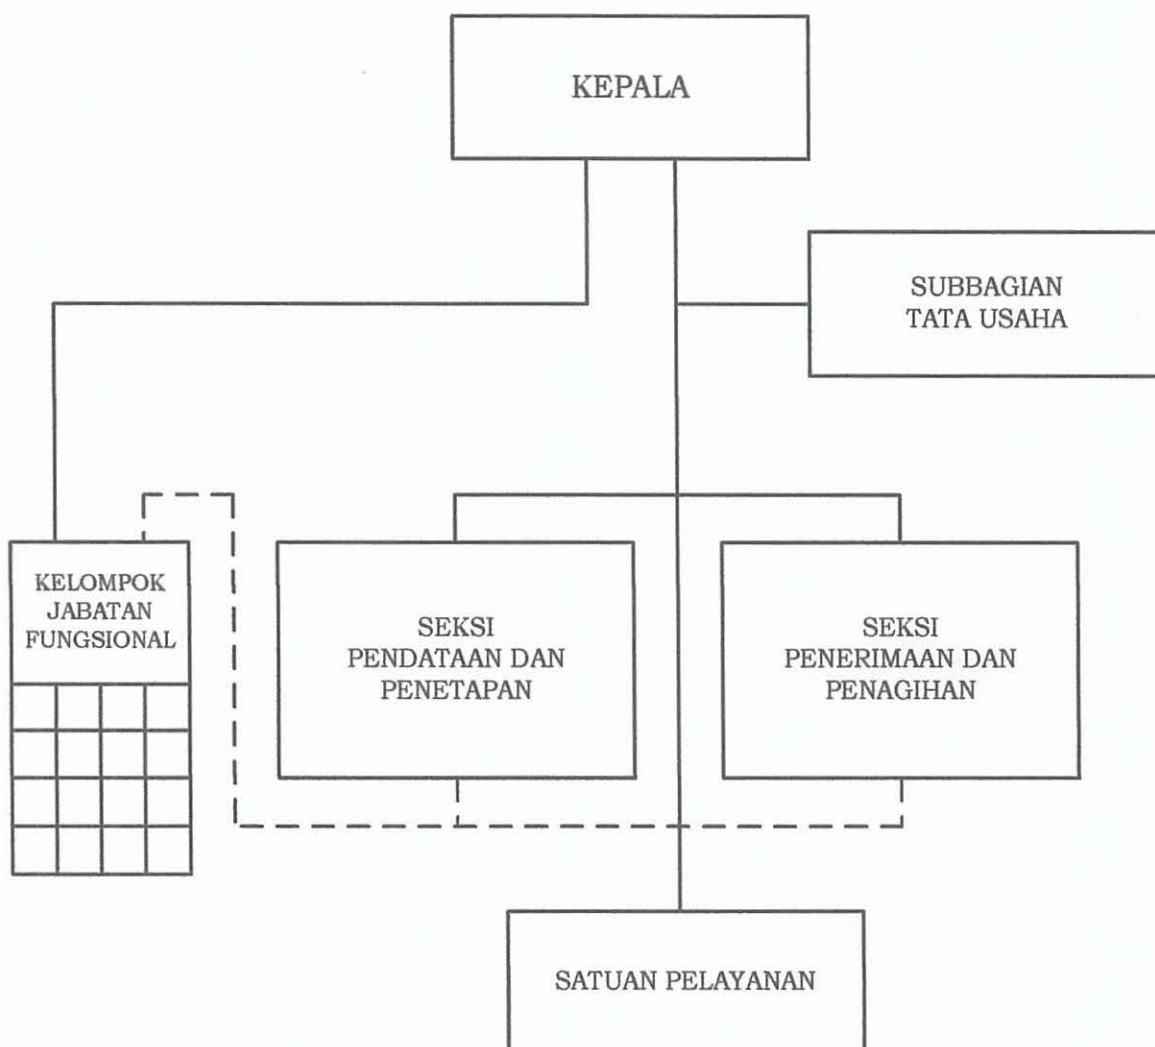 KEPALA
SUBBAGIAN
TATA USAHA
KELOMPOK
JABATAN
FUNGSIONAL
SEKSI
PENDATAAN DAN
PENETAPAN
SEKSI
PENERIMAAN DAN
PENAGIHAN
SATUAN PELAYANAN